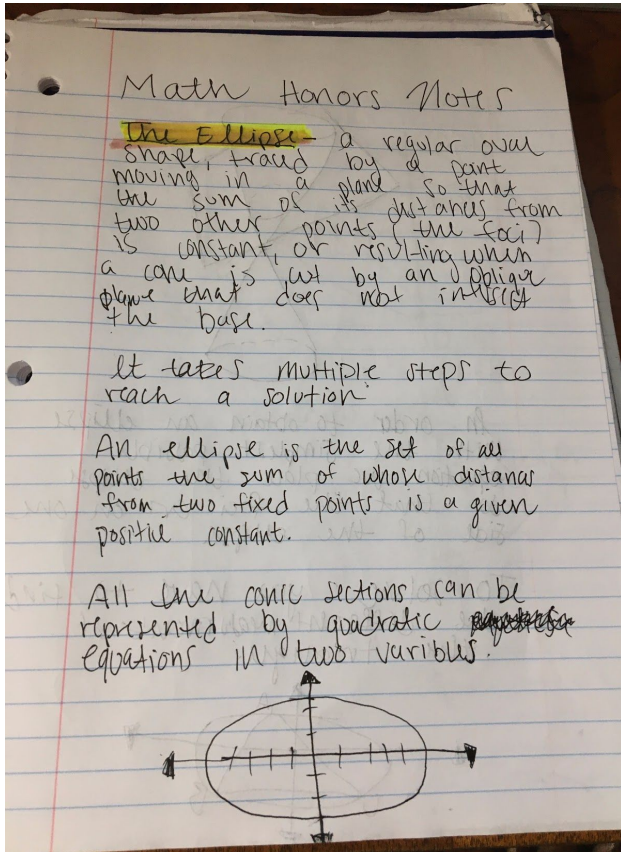 Math Honors Notes
The Ellipse - a regular oval
shape, traced by a point
moving in a plane so that
the sum of its distances from
two other points (the foci)
is constant, or resulting when
a cone is cut by an oblique
plane that does not intersect
the base.
It takes multiple steps to
reach a solution
An ellipse is the set of all
points the sum of whose distances
from two fixed points is a given
positive constant.
All the conic sections can be
represented by quadratic
equations in two varibles.